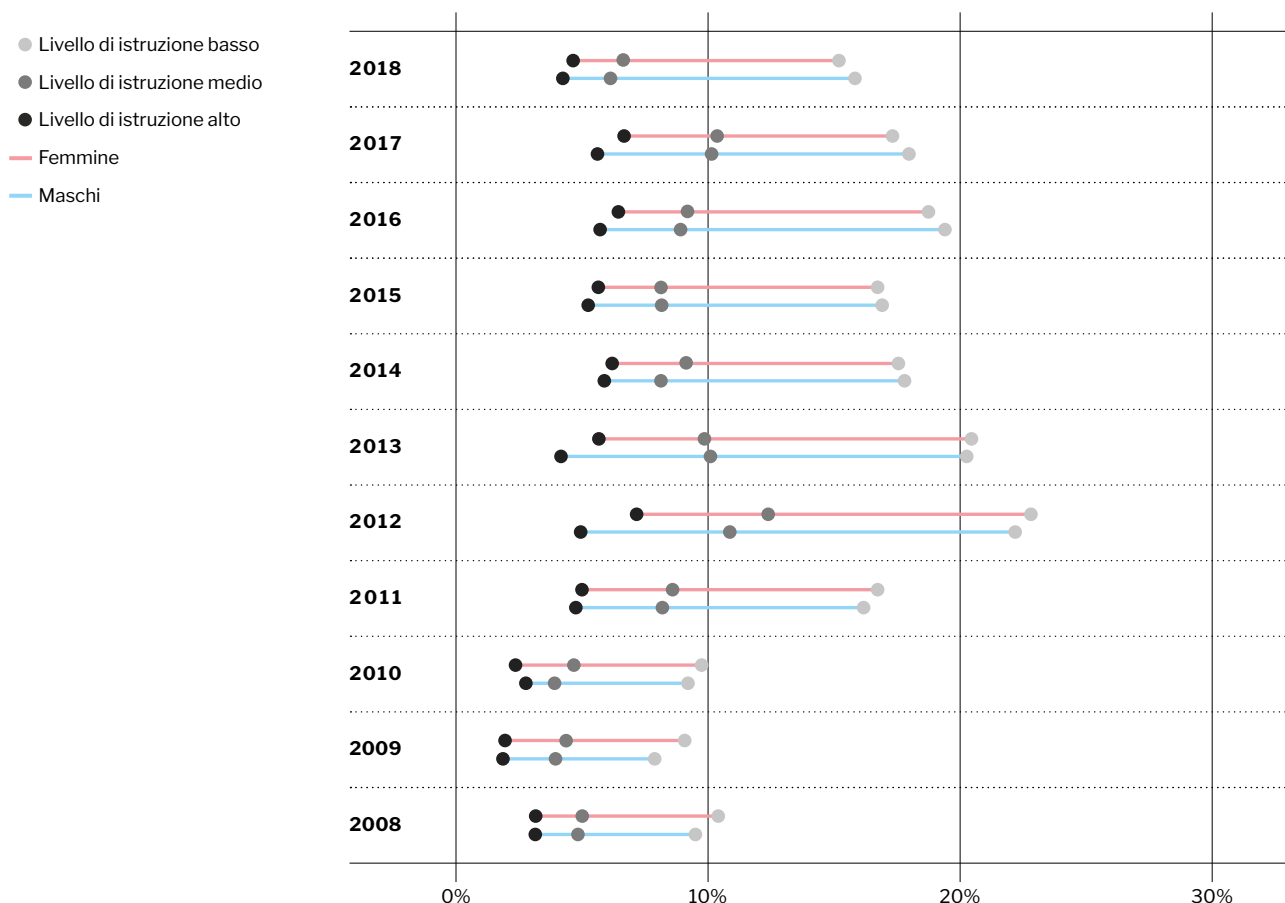 Livello di istruzione basso
Livello di istruzione medio
Livello di istruzione alto
Femmine
Maschi
2018
2017
2016
2015
2014
2013
2012
2011
2010
2009
2008
0% 10% 20% 30%